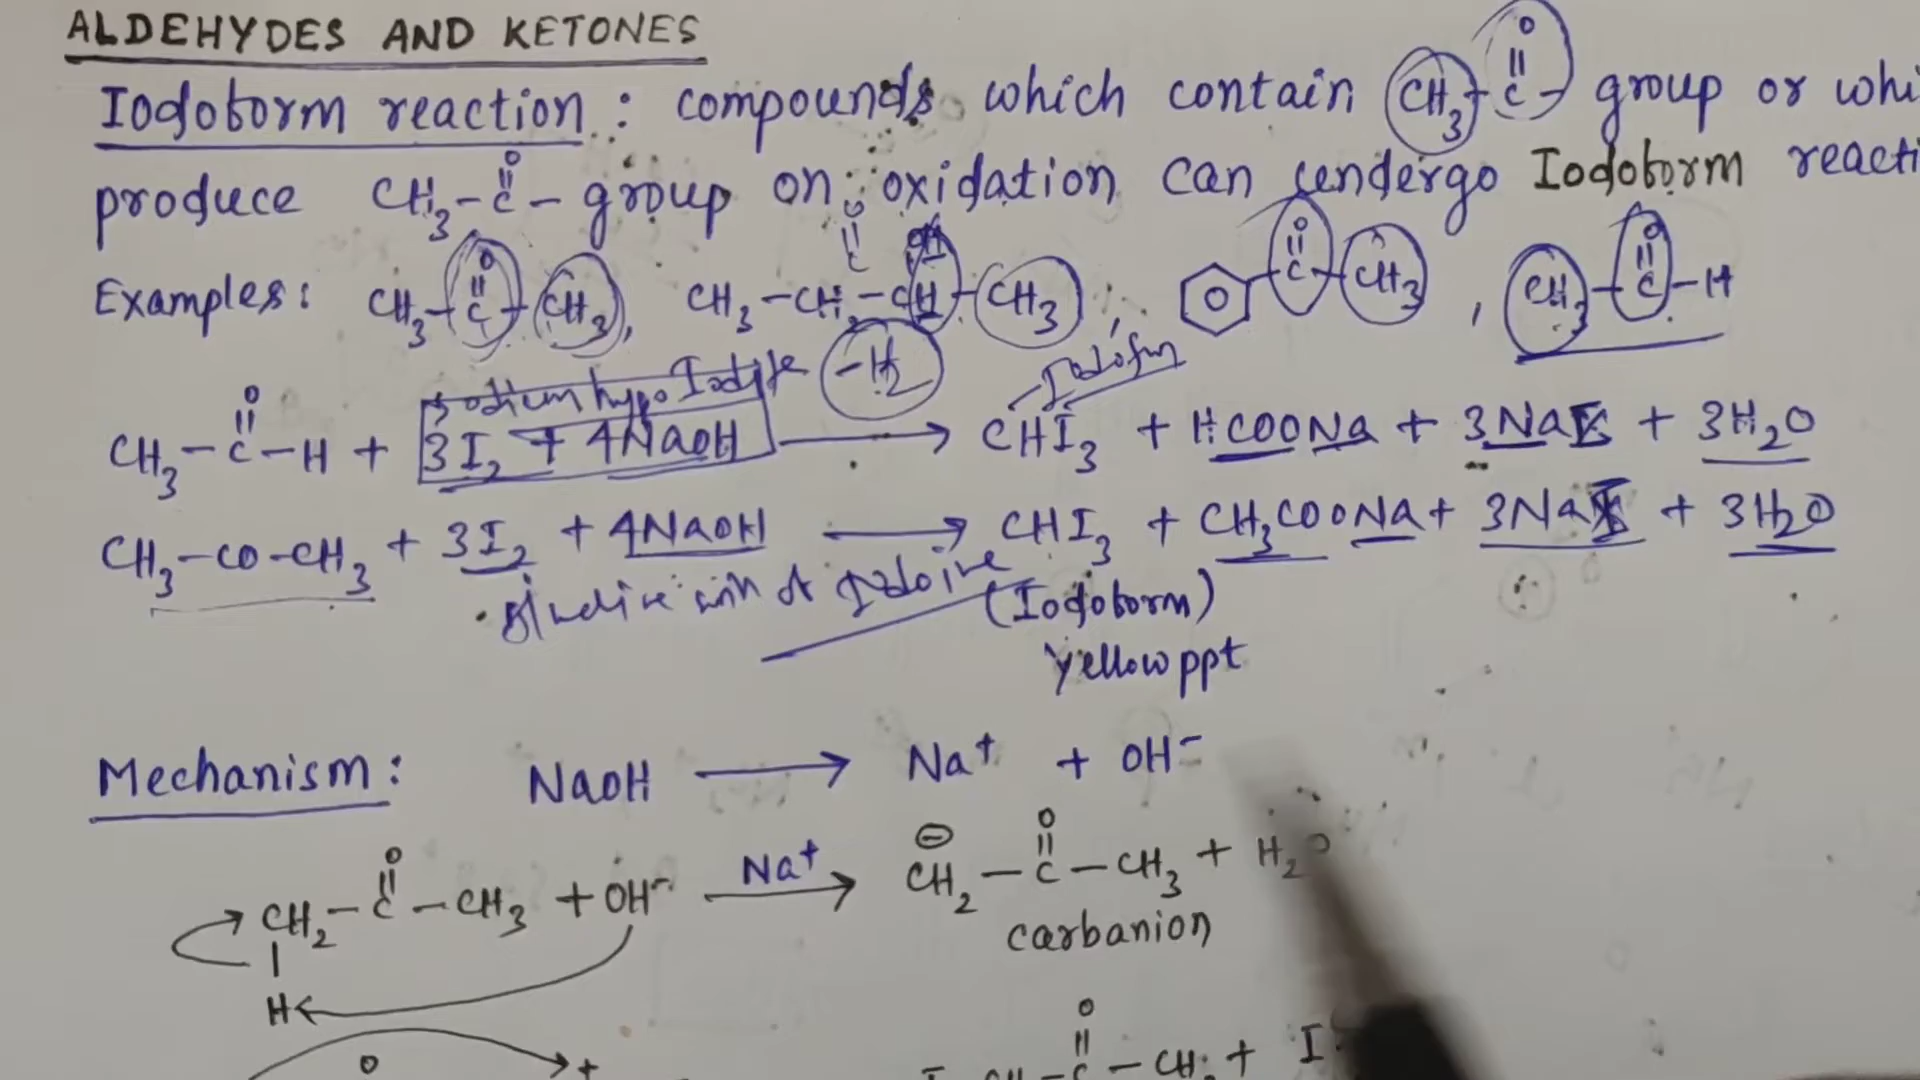 ALDEHYDES AND KETONES
Iodoform reaction : compounds which contain CH3-C- group or whi
O
produce CH3-C- group on oxidation can undergo Iodoform reacti
O
Examples: CH3-C-CH3, CH3-CH2-CH-CH3, C-CH3, CH3-C-H
O O C OH O O
sodium hypo Iodite -H2 Iodoform
O
CH3-C-H + 3I2 + 4NaOH → CHI3 + HCOONa + 3NaI + 3H2O
CH3-CO-CH3 + 3I2 + 4NaOH → CHI3 + CH3COONa + 3NaI + 3H2O
(Iodoform)
yellow ppt
Mechanism: NaOH → Na+ + OH-
O ⊖ O
CH2-C-CH3 + OH- Na+ → CH2-C-CH3 + H2O
carbanion
H
O + O
C-CH + I